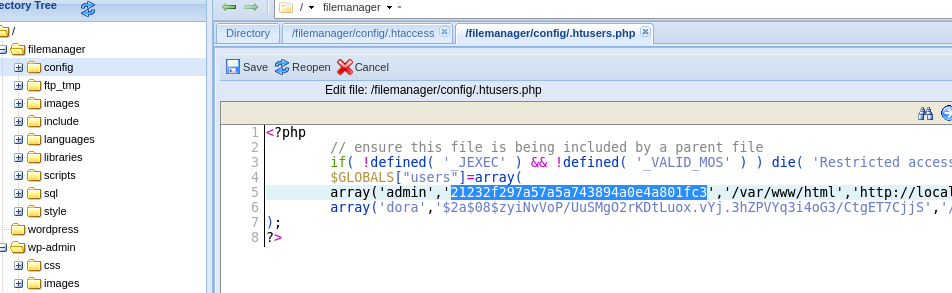 ectory Tree
/
filemanager
config
ftp_tmp
images
include
languages
libraries
scripts
sql
style
wordpress
wp-admin
css
images
/ filemanager
Directory /filemanager/config/.htaccess /filemanager/config/.htusers.php
Save Reopen Cancel
Edit file: /filemanager/config/.htusers.php
1 <?php
2 // ensure this file is being included by a parent file
3 if( !defined( '_JEXEC' ) && !defined( '_VALID_MOS' ) ) die( 'Restricted access
4 $GLOBALS["users"]=array(
5 array('admin','21232f297a57a5a743894a0e4a801fc3','/var/www/html','http://local
6 array('dora','$2a$08$zyiNvVoP/UuSMgO2rKDtLuox.vYj.3hZPVYq3i4oG3/CtgET7CjjS','/
7 );
8 ?>